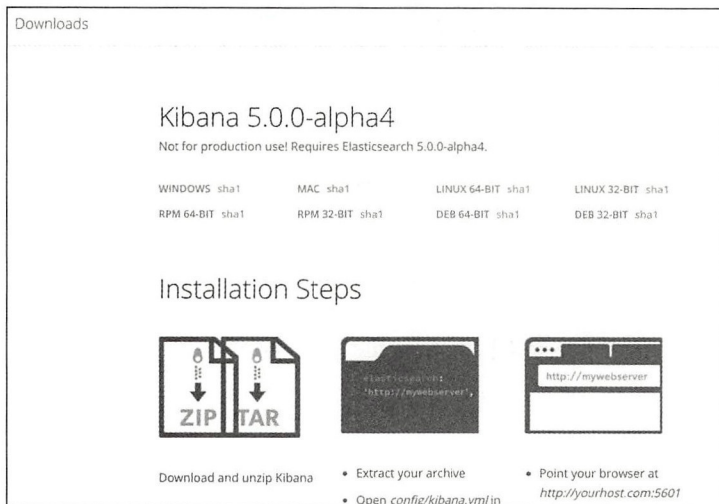 Downloads
Kibana 5.0.0-alpha4
Not for production use! Requires Elasticsearch 5.0.0-alpha4.
WINDOWS sha1 MAC sha1 LINUX 64-BIT sha1 LINUX 32-BIT sha1
RPM 64-BIT sha1 RPM 32-BIT sha1 DEB 64-BIT sha1 DEB 32-BIT sha1
Installation Steps
ZIP TAR
elasticsearch:
'http://mywebserver',
http://mywebserver
Download and unzip Kibana
• Extract your archive
• Open config/kibana.yml in
• Point your browser at
http://yourhost.com:5601